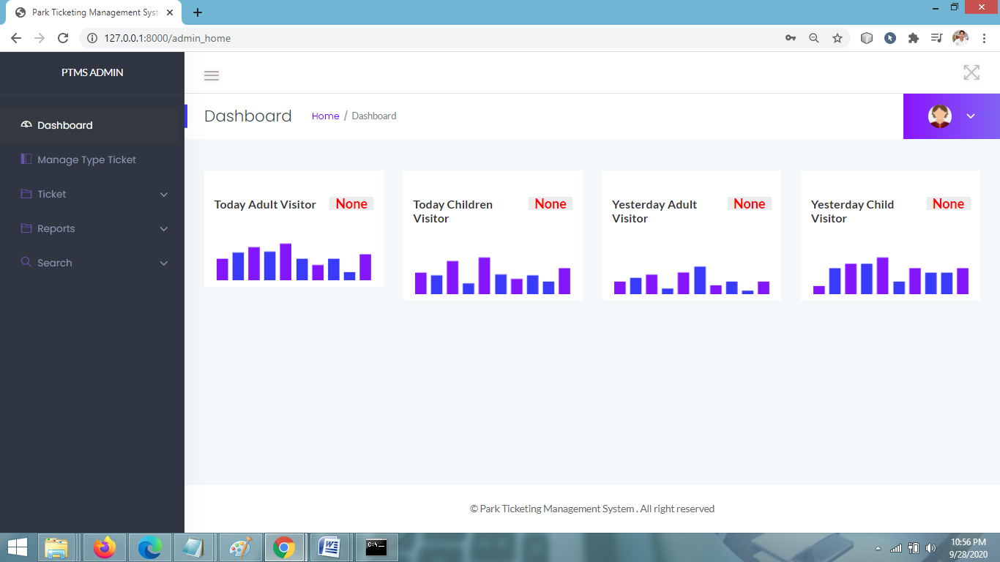 Park Ticketing Management Syst
127.0.0.1:8000/admin_home
PTMS ADMIN
Dashboard
Manage Type Ticket
Ticket
Reports
Search
Dashboard
Home / Dashboard
Today Adult Visitor
None
Today Children
Visitor
None
Yesterday Adult
Visitor
None
Yesterday Child
Visitor
None
© Park Ticketing Management System . All right reserved
10:56 PM
9/28/2020